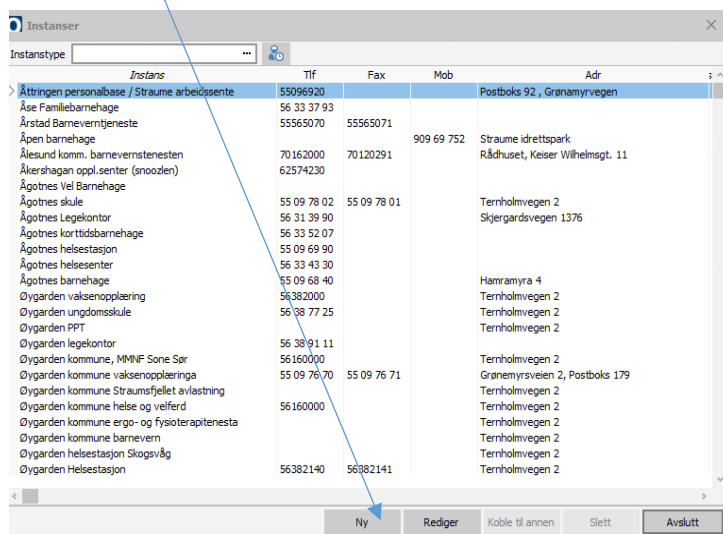 Instanser
Instanstype ...
Instans Tlf Fax Mob Adr
Åttringen personalbase / Straume arbeidssente 55096920 Postboks 92 , Grønamyrvegen
Åse Familiebarnehage 56 33 37 93
Årstad Barneverntjeneste 55565070 55565071
Åpen barnehage 909 69 752 Straume idrettspark
Ålesund komm. barnevernstenesten 70162000 70120291 Rådhuset, Keiser Wilhelmsgt. 11
Åkershagan oppl.senter (snoozlen) 62574230
Ågotnes Vel Barnehage
Ågotnes skule 55 09 78 02 55 09 78 01 Ternholmvegen 2
Ågotnes Legekontor 56 31 39 90 Skjergardsvegen 1376
Ågotnes korttidsbarnehage 56 33 52 07
Ågotnes helsestasjon 55 09 69 90
Ågotnes helsesenter 56 33 43 30
Ågotnes barnehage 55 09 68 40 Hamramyra 4
Øygarden vaksenopplæring 56382000 Ternholmvegen 2
Øygarden ungdomsskule 56 38 77 25 Ternholmvegen 2
Øygarden PPT Ternholmvegen 2
Øygarden legekontor 56 38 91 11
Øygarden kommune, MMNF Sone Sør 56160000 Ternholmvegen 2
Øygarden kommune vaksenopplæringa 55 09 76 70 55 09 76 71 Grønemyrsveien 2, Postboks 179
Øygarden kommune Straumsfjellet avlastning Ternholmvegen 2
Øygarden kommune helse og velferd 56160000 Ternholmvegen 2
Øygarden kommune ergo- og fysioterapitenesta Ternholmvegen 2
Øygarden kommune barnevern Ternholmvegen 2
Øygarden helsestasjon Skogsvåg Ternholmvegen 2
Øygarden Helsestasjon 56382140 56382141 Ternholmvegen 2
Ny Rediger Koble til annen Slett Avslutt